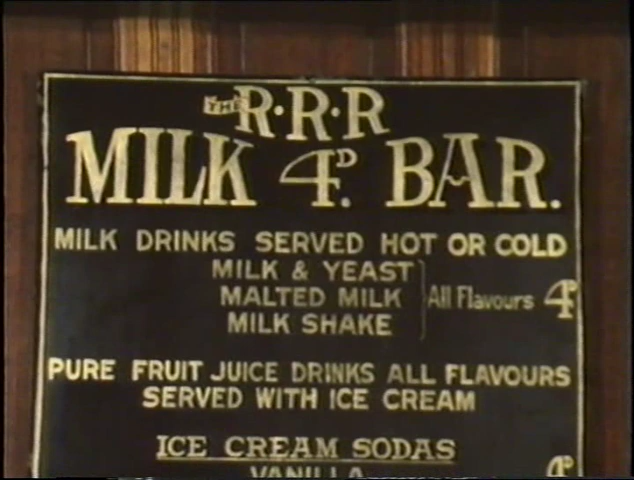 THE R·R·R
MILK 4D. BAR.
MILK DRINKS SERVED HOT OR COLD
MILK & YEAST
MALTED MILK All Flavours 4D
MILK SHAKE
PURE FRUIT JUICE DRINKS ALL FLAVOURS
SERVED WITH ICE CREAM
ICE CREAM SODAS
VANILLA 4D